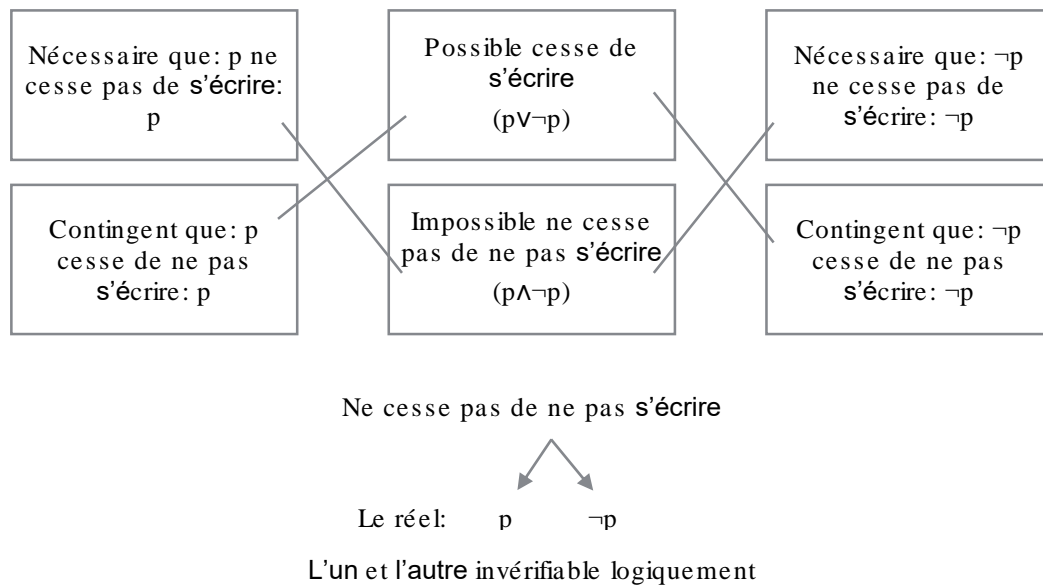 Nécessaire que: p ne
cesse pas de s'écrire:
p
Possible cesse de
s'écrire
(p∨¬p)
Nécessaire que: ¬p
ne cesse pas de
s'écrire: ¬p
Contingent que: p
cesse de ne pas
s'écrire: p
Impossible ne cesse
pas de ne pas s'écrire
(p∧¬p)
Contingent que: ¬p
cesse de ne pas
s'écrire: ¬p
Ne cesse pas de ne pas s'écrire
Le réel: p ¬p
L'un et l'autre invérifiable logiquement